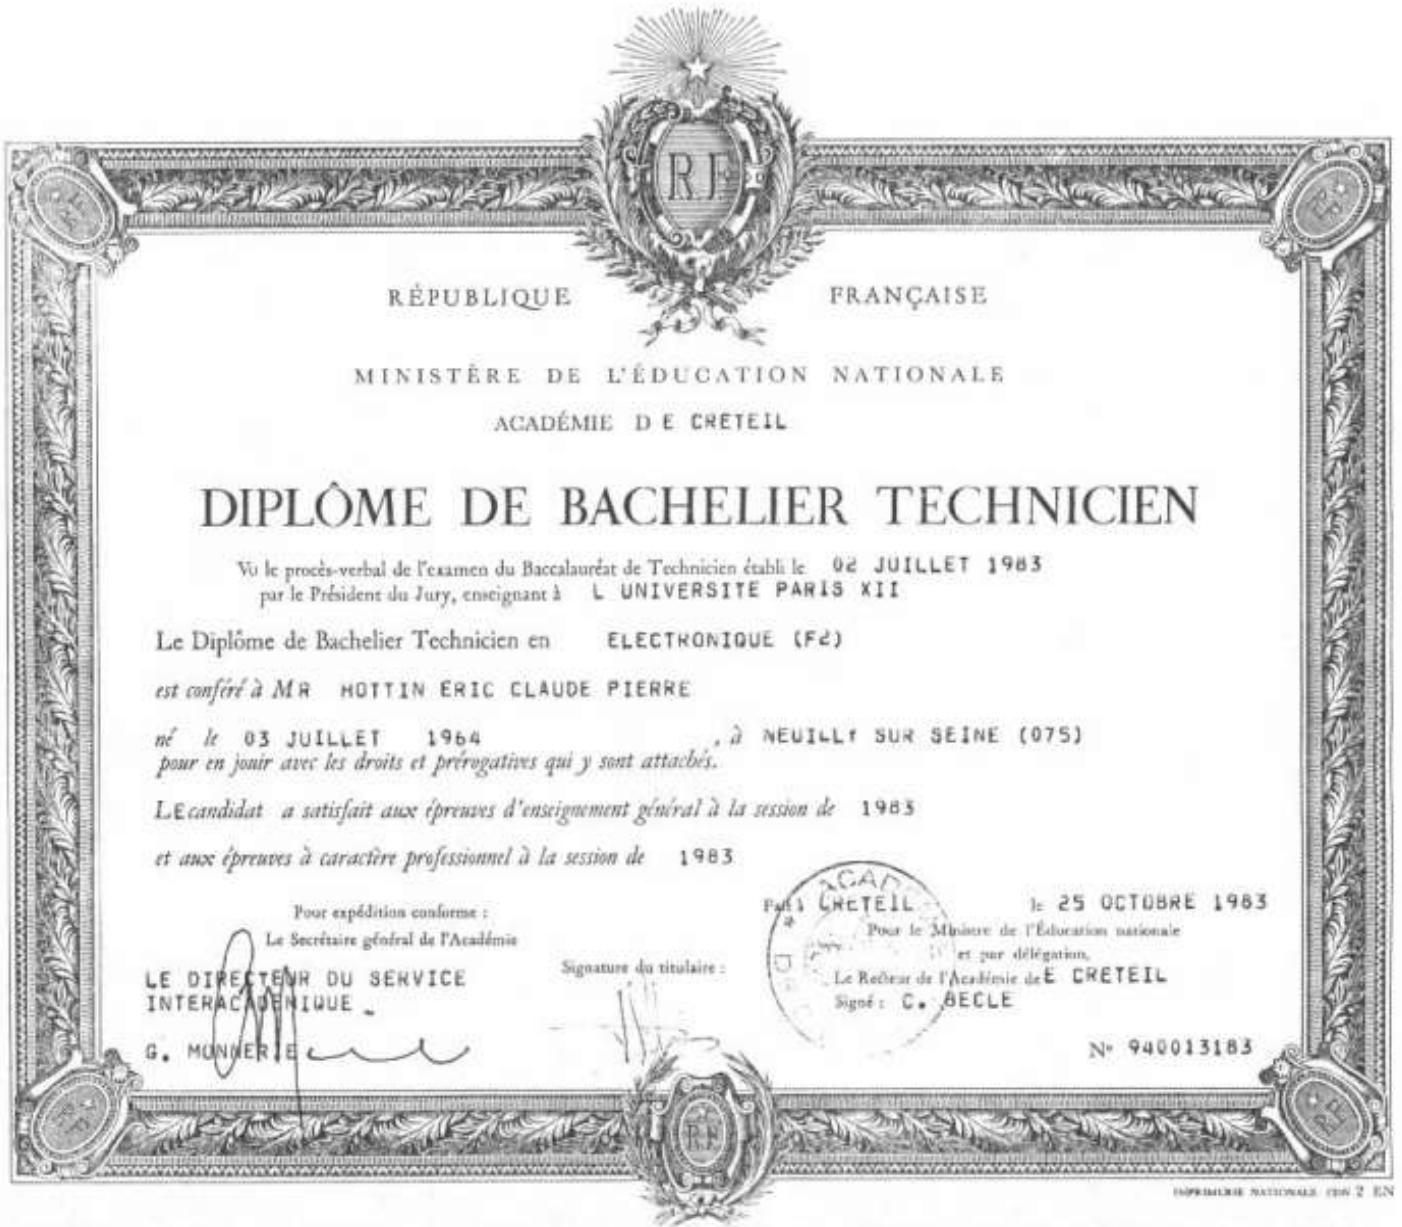 RF
RÉPUBLIQUE FRANÇAISE
MINISTÈRE DE L'ÉDUCATION NATIONALE
ACADÉMIE D E CRETEIL
DIPLÔME DE BACHELIER TECHNICIEN
Vu le procès-verbal de l'examen du Baccalauréat de Technicien établi le 02 JUILLET 1983
par le Président du Jury, enseignant à L UNIVERSITE PARIS XII
Le Diplôme de Bachelier Technicien en ELECTRONIQUE (F2)
est conféré à MR HOTTIN ERIC CLAUDE PIERRE
né le 03 JUILLET 1964 , à NEUILLY SUR SEINE (075)
pour en jouir avec les droits et prérogatives qui y sont attachés.
LE candidat a satisfait aux épreuves d'enseignement général à la session de 1983
et aux épreuves à caractère professionnel à la session de 1983
Fait à CRETEIL le 25 OCTOBRE 1983
Pour expédition conforme :
Pour le Ministre de l'Éducation nationale
Le Secrétaire général de l'Académie
et par délégation,
Signature du titulaire :
LE DIRECTEUR DU SERVICE
Le Recteur de l'Académie de E CRETEIL
INTERACADEMIQUE
Signé : C. BECLE
G. MONNERIE
N° 940013183
RF
IMPRIMERIE NATIONALE 2 EN